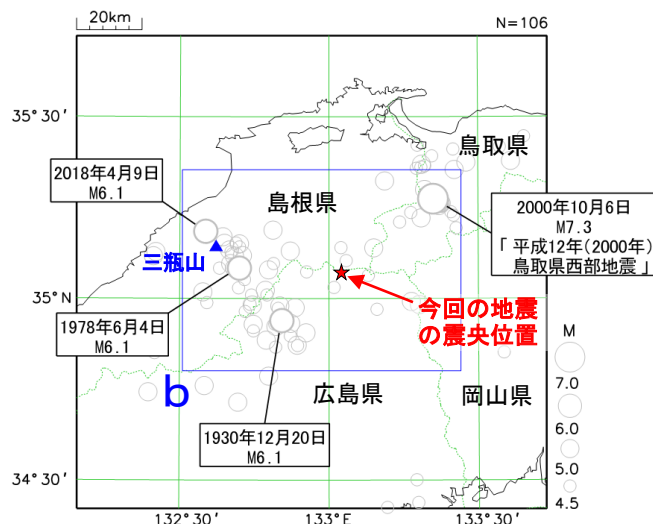 20km
N=106
35°30'
鳥取県
2018年4月9日
M6.1
島根県
2000年10月6日
M7.3
「平成12年(2000年)
鳥取県西部地震」
三瓶山
35°N
今回の地震
の震央位置
1978年6月4日
M6.1
M
7.0
6.0
5.0
4.5
b
広島県
岡山県
1930年12月20日
M6.1
34°30'
132°30'
133°E
133°30'